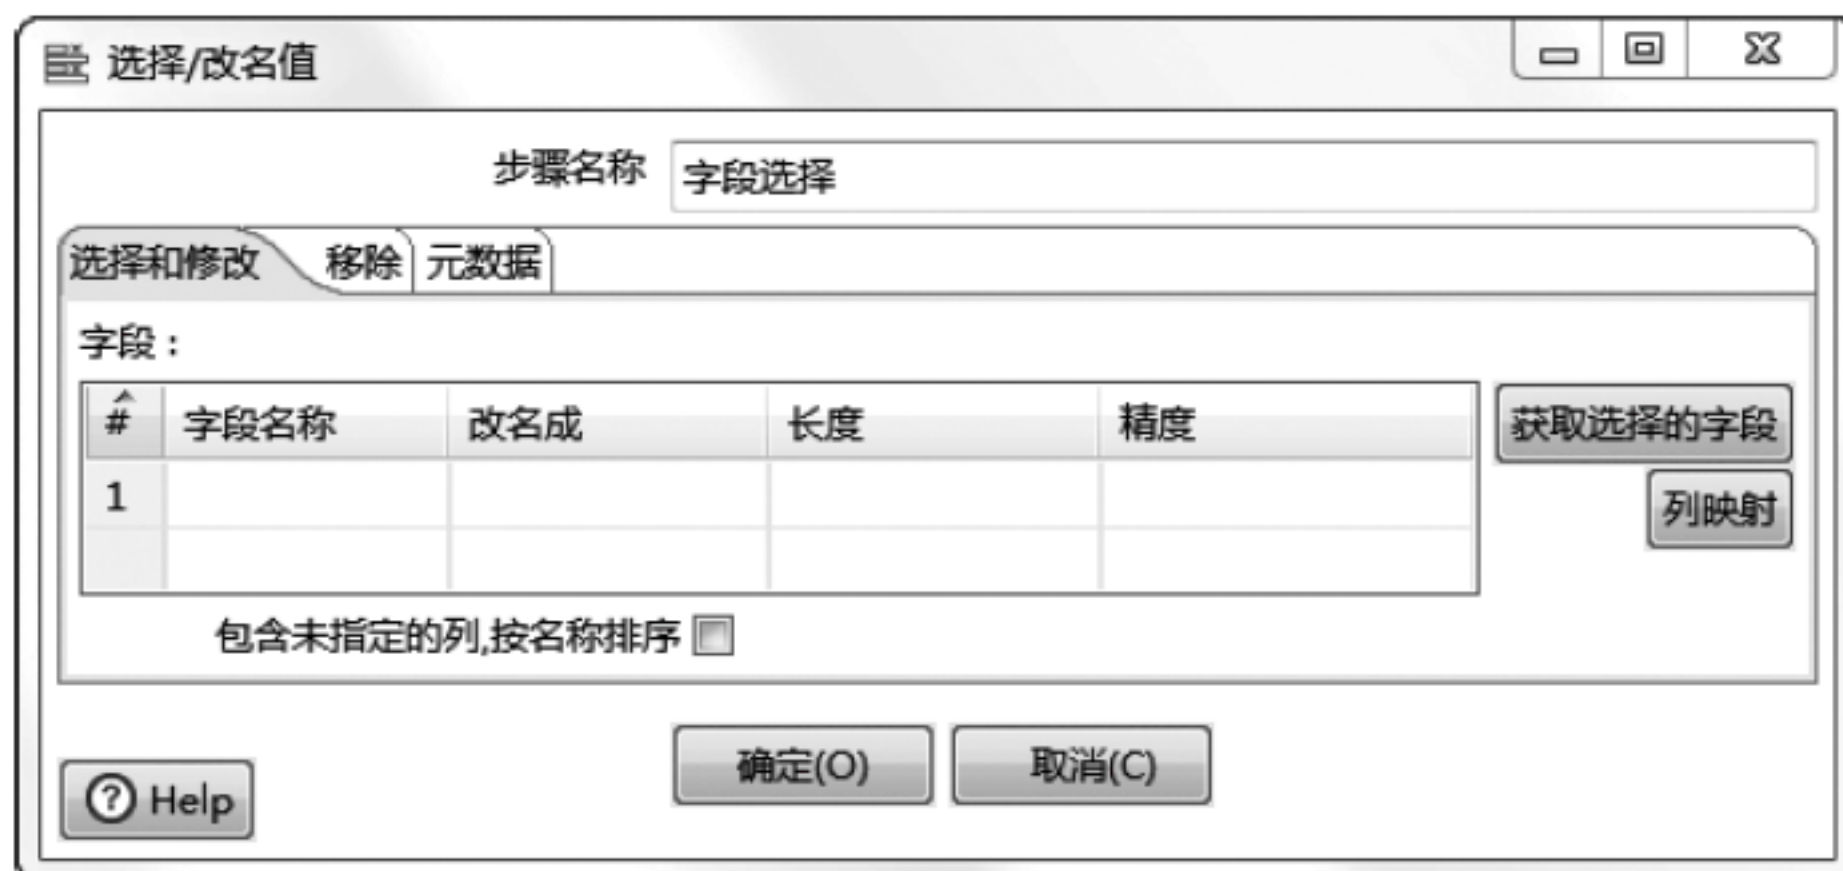 选择/改名值
步骤名称 字段选择
选择和修改 移除 元数据
字段：
# 字段名称 改名成 长度 精度 获取选择的字段
1
列映射
包含未指定的列,按名称排序
确定(O) 取消(C)
Help